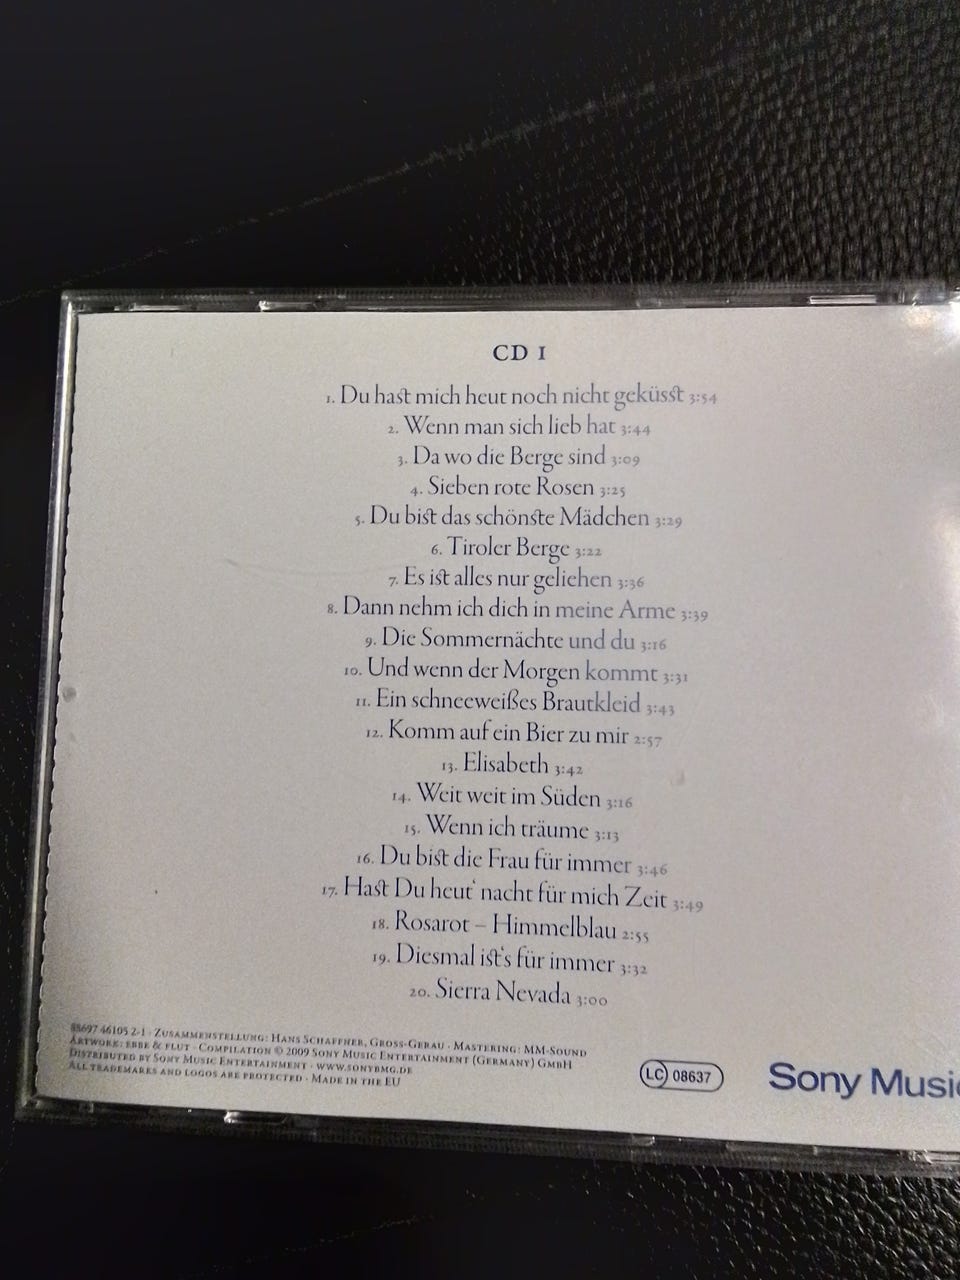 CD 1
1. Du hast mich heut noch nicht geküsst 3:54
2. Wenn man sich lieb hat 3:44
3. Da wo die Berge sind 3:09
4. Sieben rote Rosen 3:25
5. Du bist das schönste Mädchen 3:29
6. Tiroler Berge 3:22
7. Es ist alles nur geliehen 3:36
8. Dann nehm ich dich in meine Arme 3:39
9. Die Sommernächte und du 3:16
10. Und wenn der Morgen kommt 3:31
11. Ein schneeweißes Brautkleid 3:43
12. Komm auf ein Bier zu mir 2:57
13. Elisabeth 3:42
14. Weit weit im Süden 3:16
15. Wenn ich träume 3:13
16. Du bist die Frau für immer 3:46
17. Hast Du heut' nacht für mich Zeit 3:49
18. Rosarot – Himmelblau 2:55
19. Diesmal ist's für immer 3:32
20. Sierra Nevada 3:00
88697 46105 2-1 · Zusammenstellung: Hans Schaffner, Gross-Gerau · Mastering: MM-Sound
Artwork: ebbe & flut · Compilation © 2009 Sony Music Entertainment (Germany) GmbH
Distributed by Sony Music Entertainment · www.sonybmg.de
All trademarks and logos are protected · Made in the EU
LC 08637
Sony Music